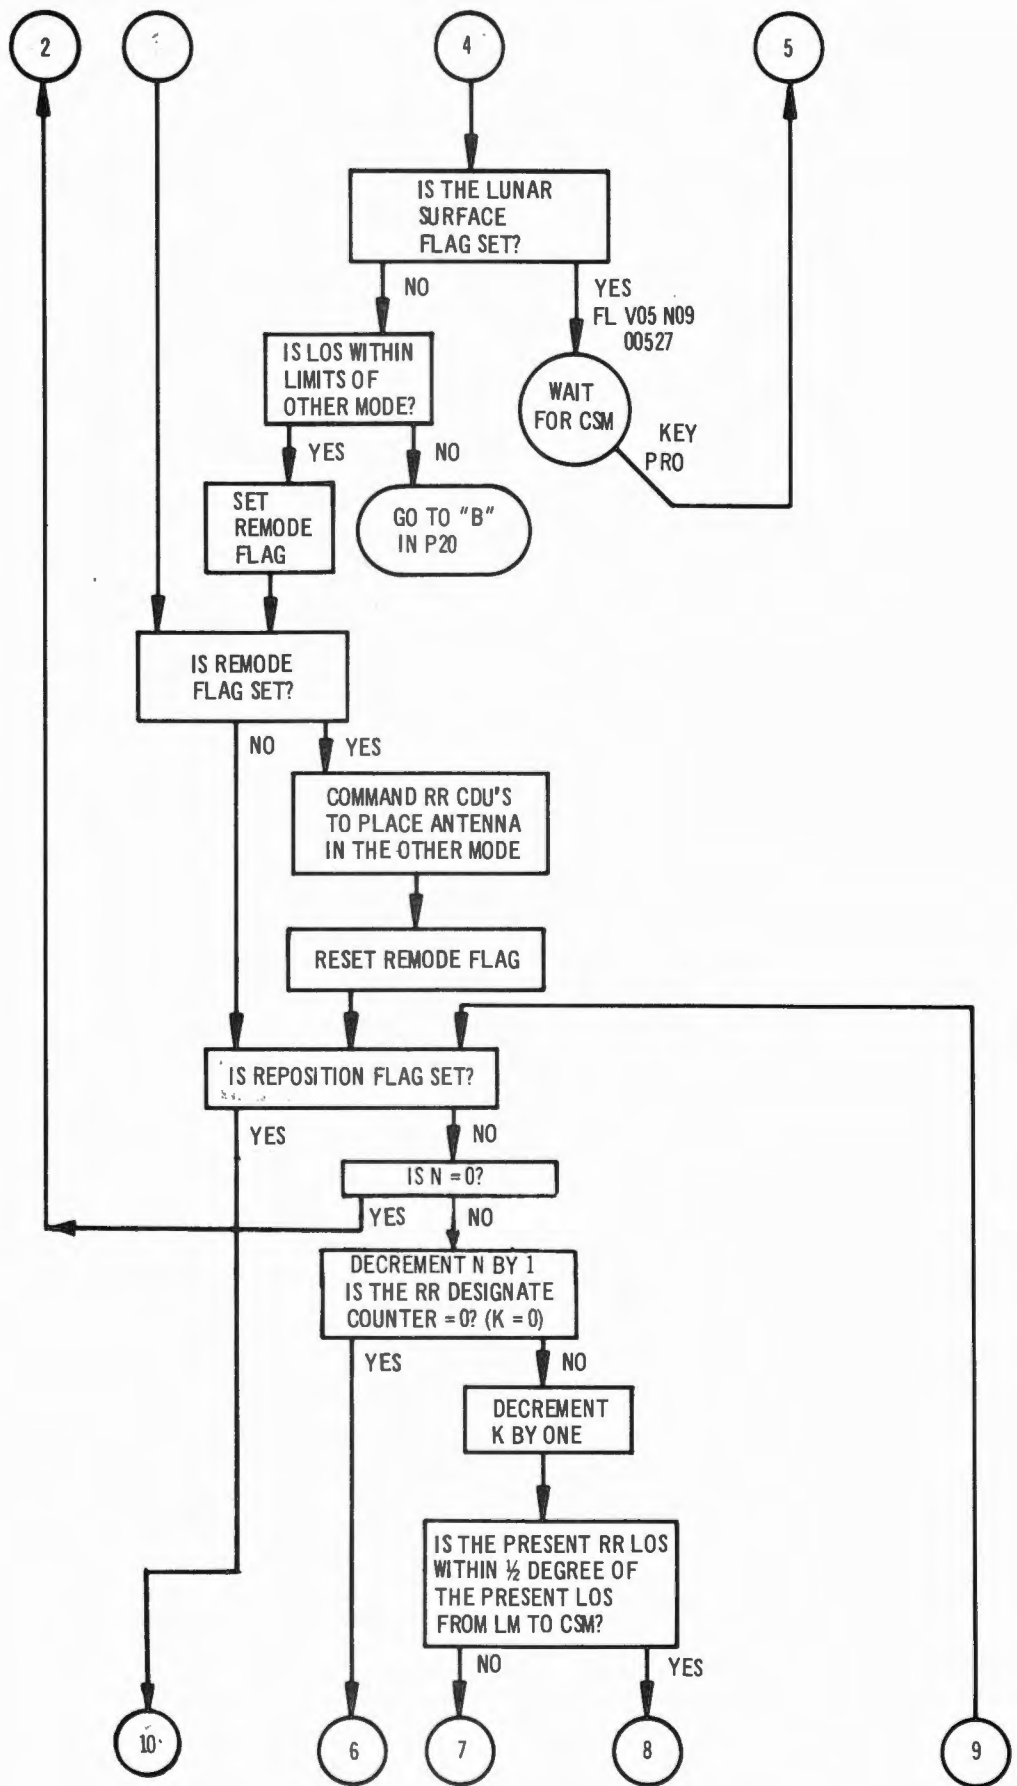 2
4
5
IS THE LUNAR
SURFACE
FLAG SET?
NO
YES
FL V05 N09
00527
IS LOS WITHIN
LIMITS OF
OTHER MODE?
WAIT
FOR CSM
KEY
PRO
YES
NO
SET
REMODE
FLAG
GO TO "B"
IN P20
IS REMODE
FLAG SET?
NO
YES
COMMAND RR CDU'S
TO PLACE ANTENNA
IN THE OTHER MODE
RESET REMODE FLAG
IS REPOSITION FLAG SET?
YES
NO
IS N = 0?
YES
NO
DECREMENT N BY 1
IS THE RR DESIGNATE
COUNTER = 0? (K = 0)
YES
NO
DECREMENT
K BY ONE
IS THE PRESENT RR LOS
WITHIN ½ DEGREE OF
THE PRESENT LOS
FROM LM TO CSM?
NO
YES
10
6
7
8
9